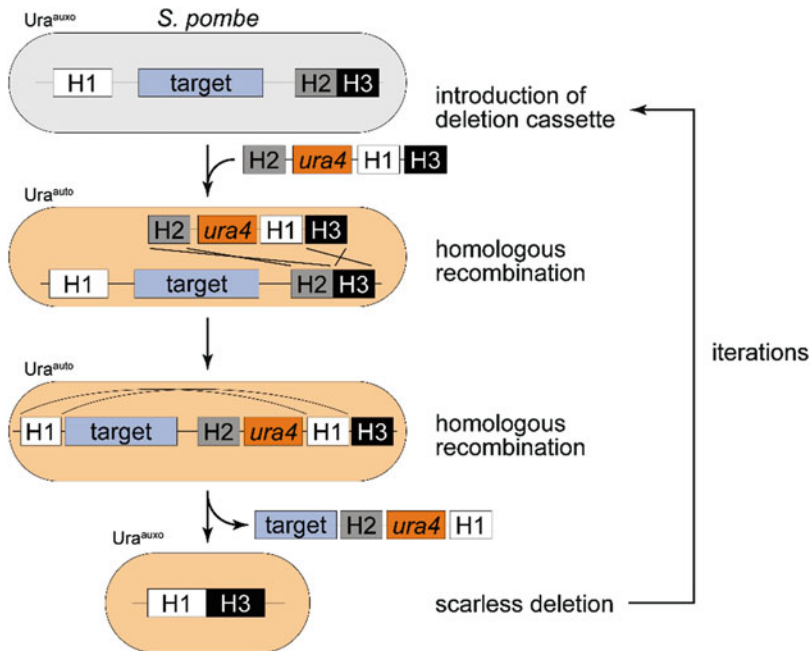 Ura^auxo S. pombe
H1 target H2 H3
introduction of
deletion cassette
H2 ura4 H1 H3
Ura^auto
H2 ura4 H1 H3
homologous
recombination
H1 target H2 H3
iterations
Ura^auto
H1 target H2 ura4 H1 H3
homologous
recombination
target H2 ura4 H1
Ura^auxo
H1 H3
scarless deletion